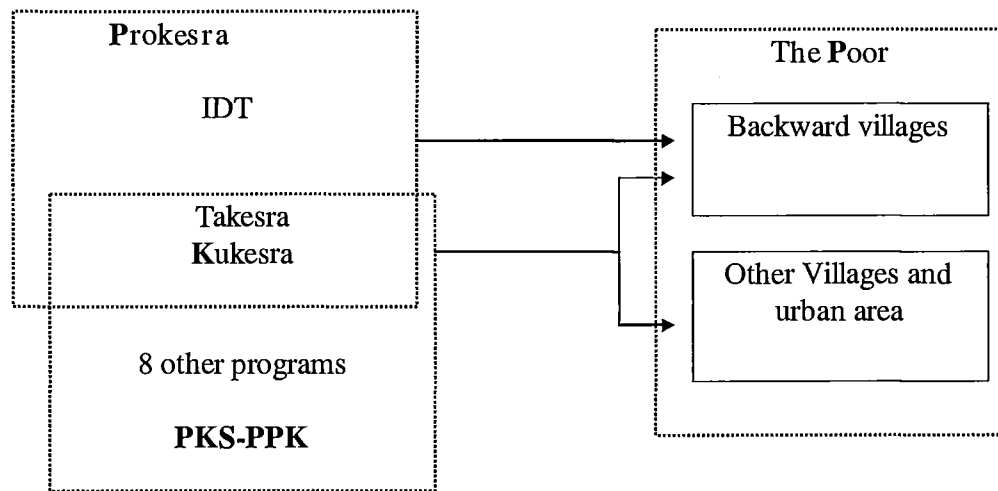 Prokesra
IDT
Takesra
Kukesra
8 other programs
PKS-PPK
The Poor
Backward villages
Other Villages and
urban area